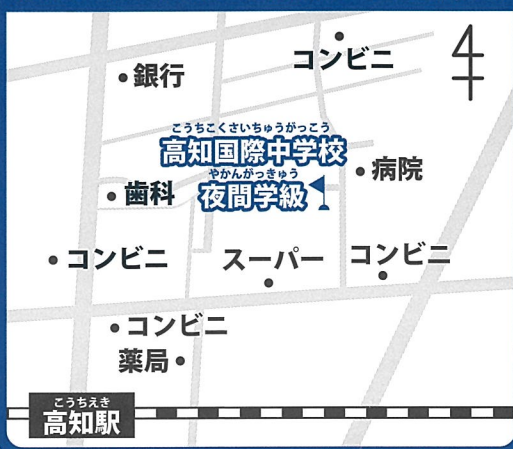 コンビニ
銀行
こうちこくさいちゅうがっこう
高知国際中学校
やかんがっきゅう
夜間学級
病院
歯科
コンビニ
スーパー
コンビニ
コンビニ
薬局
こうちえき
高知駅